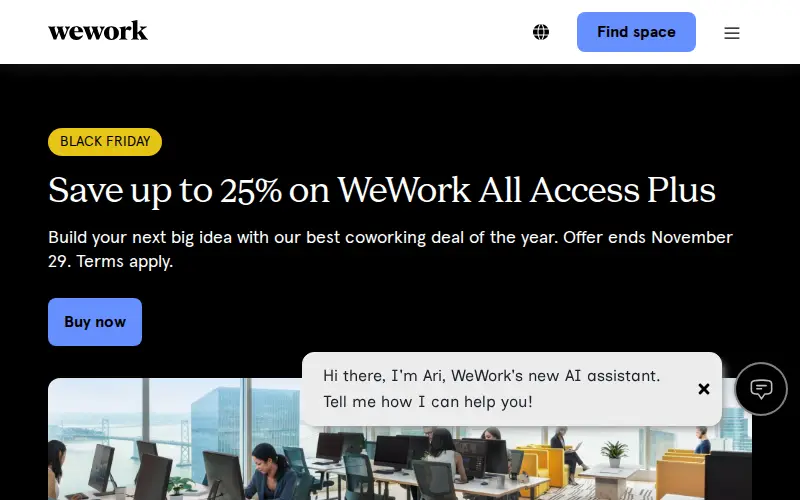 wework
Find space
BLACK FRIDAY
Save up to 25% on WeWork All Access Plus
Build your next big idea with our best coworking deal of the year. Offer ends November
29. Terms apply.
Buy now
Hi there, I'm Ari, WeWork's new AI assistant.
Tell me how I can help you!